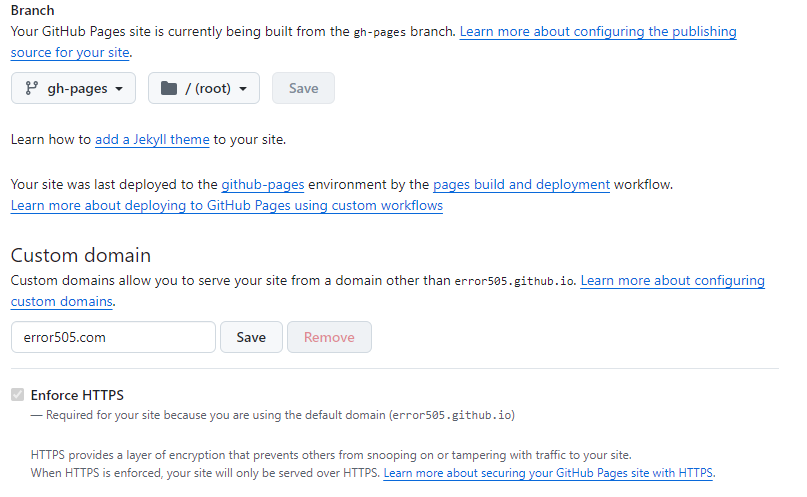 Branch
Your GitHub Pages site is currently being built from the gh-pages branch. Learn more about configuring the publishing
source for your site.
gh-pages / (root) Save
Learn how to add a Jekyll theme to your site.
Your site was last deployed to the github-pages environment by the pages build and deployment workflow.
Learn more about deploying to GitHub Pages using custom workflows
Custom domain
Custom domains allow you to serve your site from a domain other than error505.github.io. Learn more about configuring
custom domains.
error505.com Save Remove
Enforce HTTPS
— Required for your site because you are using the default domain (error505.github.io)
HTTPS provides a layer of encryption that prevents others from snooping on or tampering with traffic to your site.
When HTTPS is enforced, your site will only be served over HTTPS. Learn more about securing your GitHub Pages site with HTTPS.